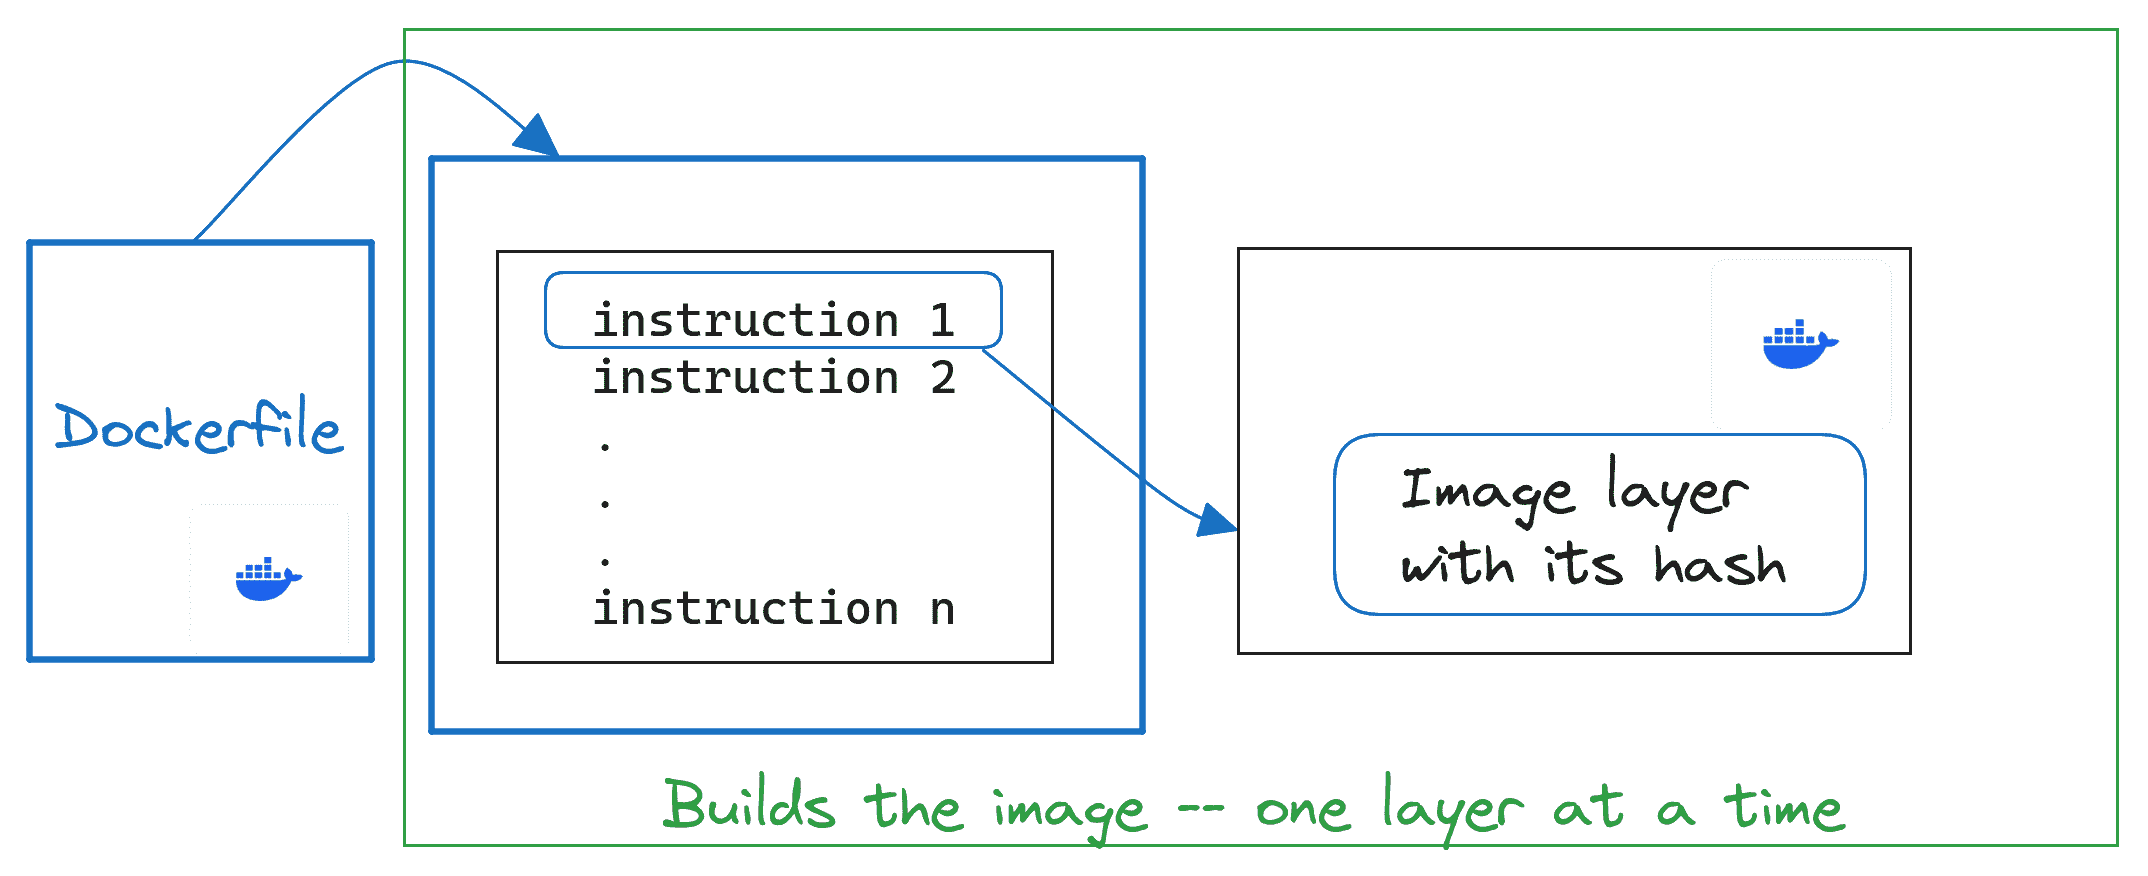 Dockerfile
instruction 1
instruction 2
.
.
.
instruction n
Image layer
with its hash
Builds the image -- one layer at a time